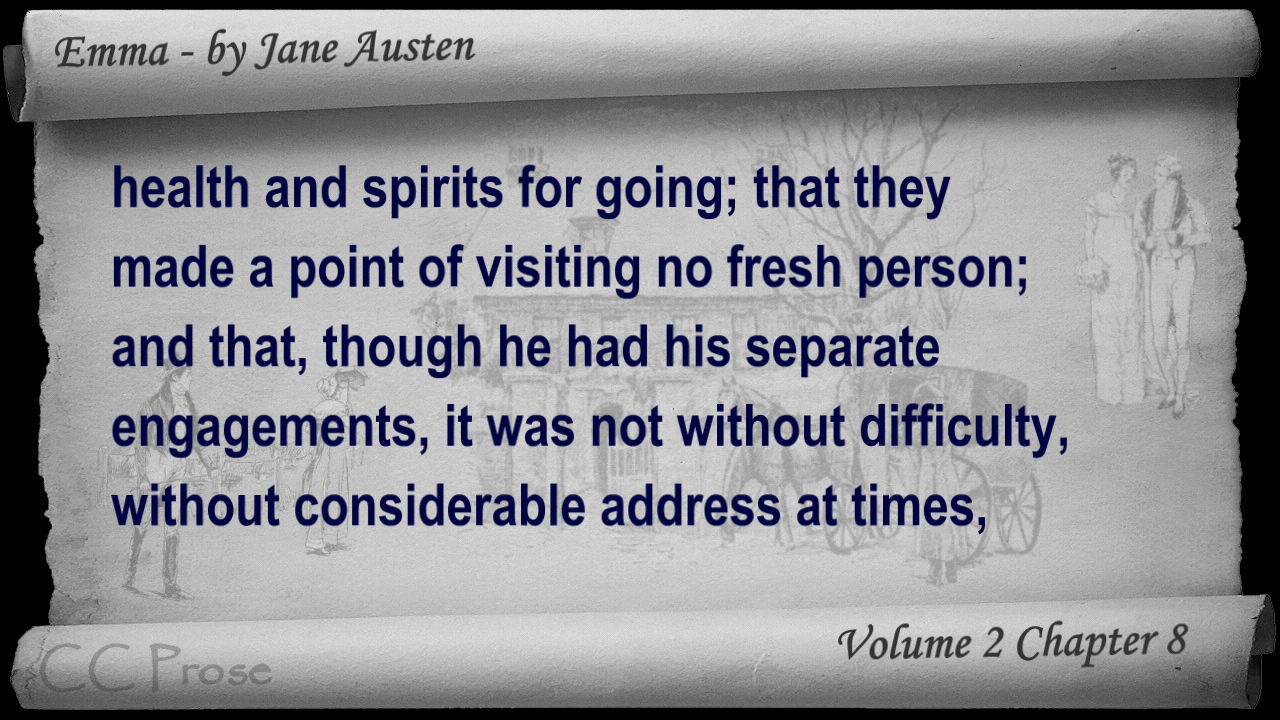 Emma - by Jane Austen
health and spirits for going; that they
made a point of visiting no fresh person;
and that, though he had his separate
engagements, it was not without difficulty,
without considerable address at times,
Volume 2 Chapter 8
CC Prose